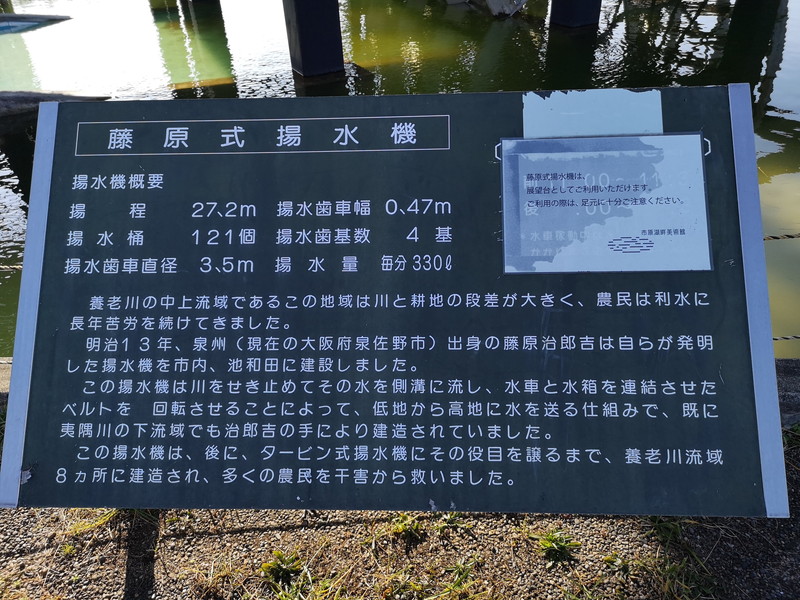 藤原式揚水機
揚水機概要
揚程 27.2m 揚水歯車幅 0.47m
揚水桶 121個 揚水歯基数 4基
揚水歯車直径 3.5m 揚水量 毎分330ℓ
養老川の中上流域であるこの地域は川と耕地の段差が大きく、農民は利水に
長年苦労を続けてきました。
明治13年、泉州(現在の大阪府泉佐野市)出身の藤原治郎吉は自らが発明
した揚水機を市内、池和田に建設しました。
この揚水機は川をせき止めてその水を側溝に流し、水車と水箱を連結させた
ベルトを 回転させることによって、低地から高地に水を送る仕組みで、既に
夷隅川の下流域でも治郎吉の手により建造されていました。
この揚水機は、後に、タービン式揚水機にその役目を譲るまで、養老川流域
8ヵ所に建造され、多くの農民を干害から救いました。
藤原式揚水機は、
展望台としてご利用いただけます。
ご利用の際は、足元に十分ご注意ください。
市原湖畔美術館